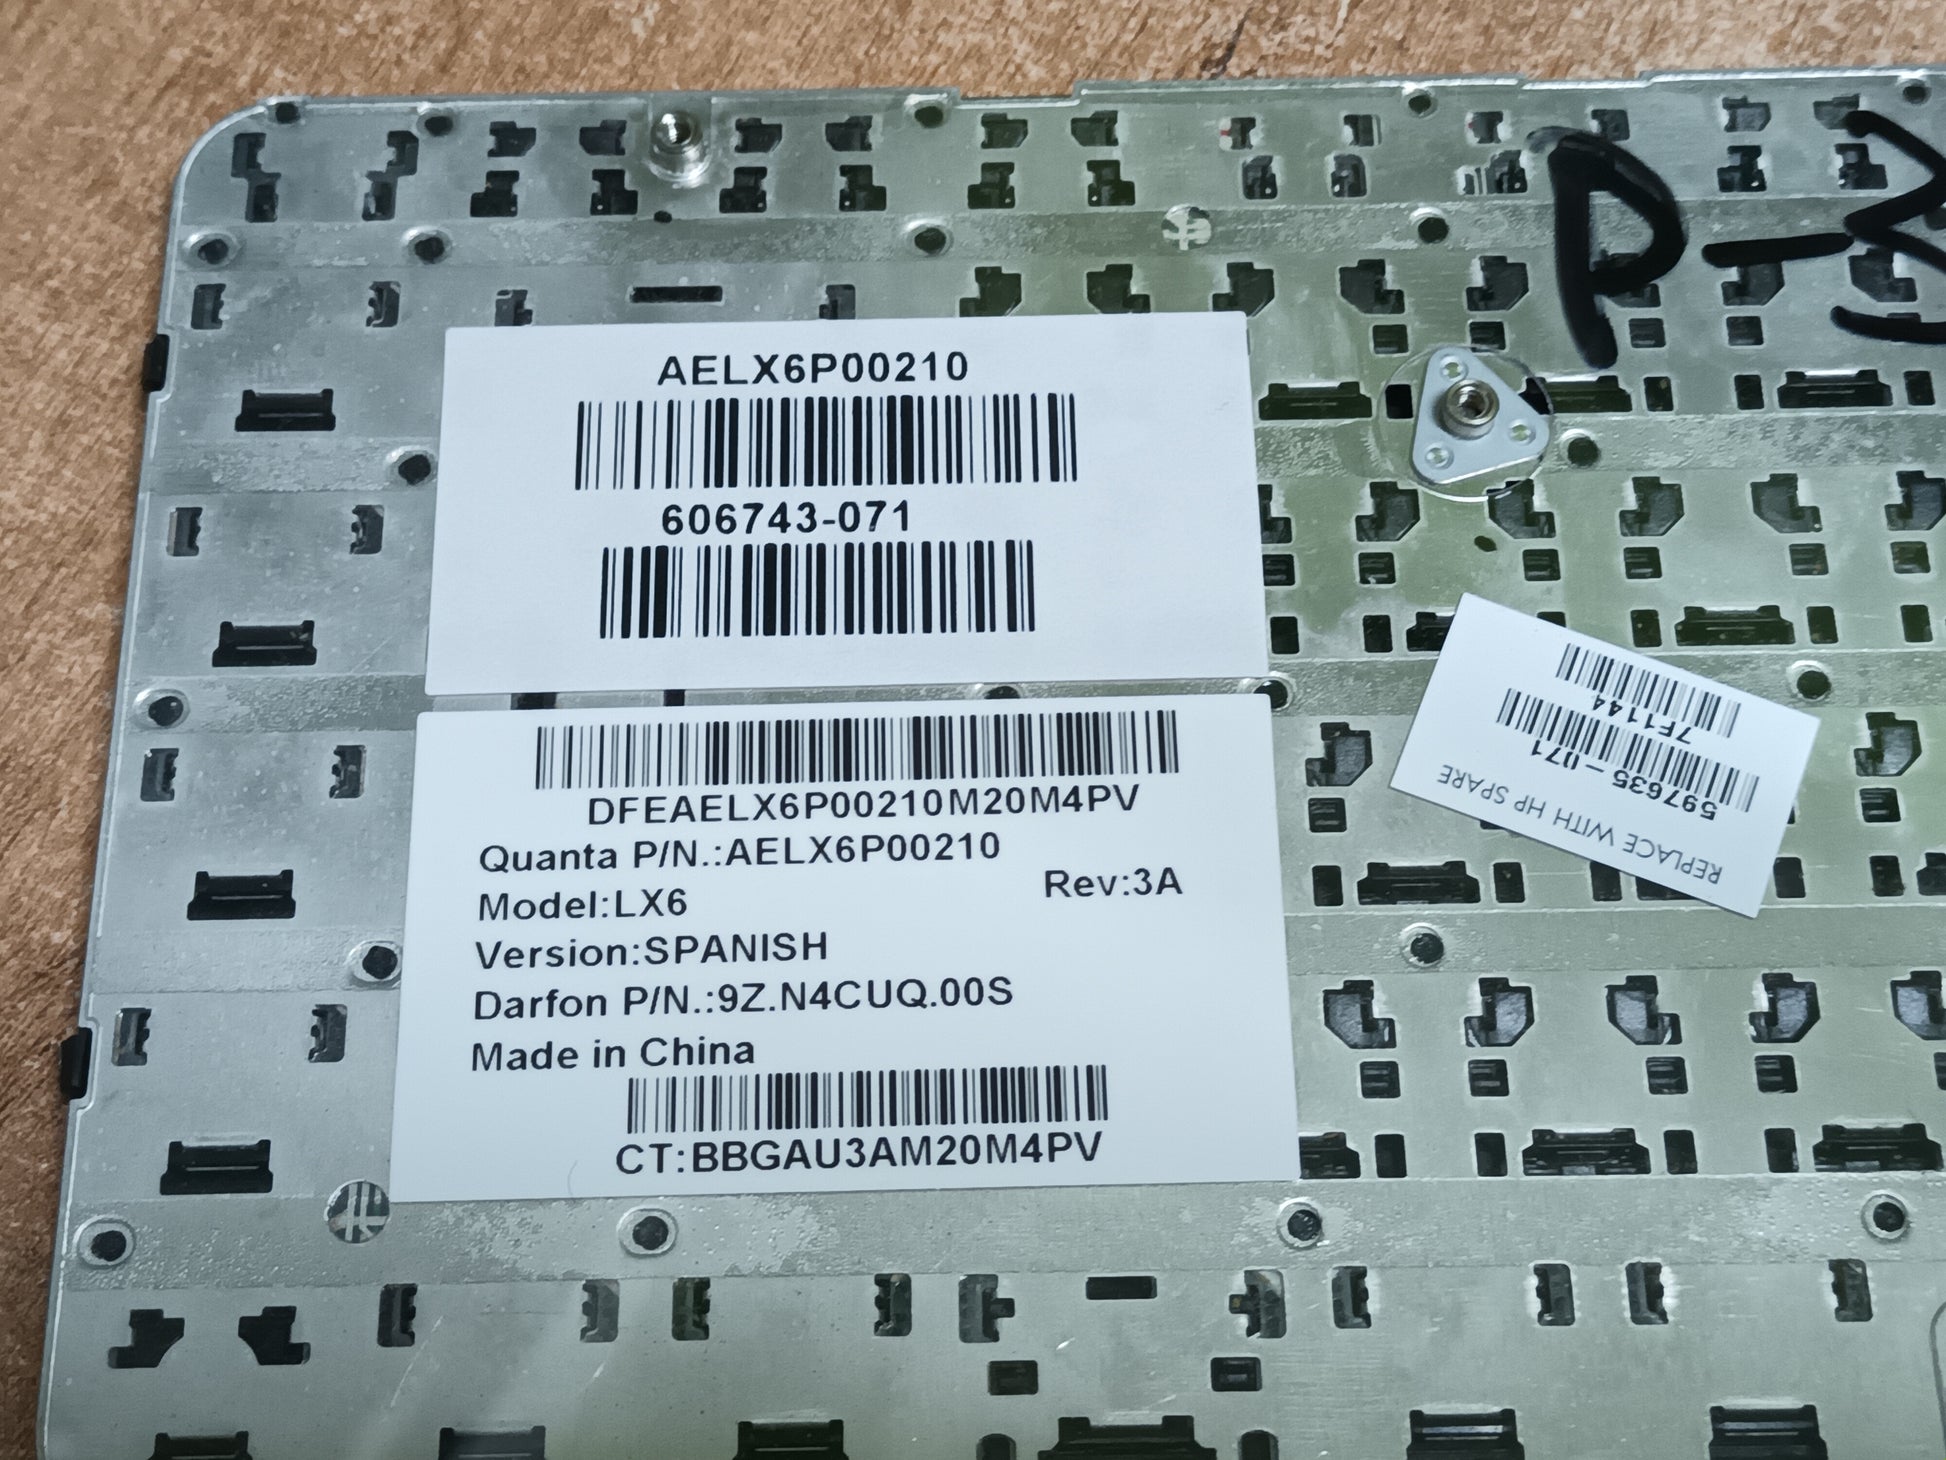 P-3
AELX6P00210
606743-071
DFEAELX6P00210M20M4PV
Quanta P/N.:AELX6P00210
Model:LX6
Rev:3A
Version:SPANISH
Darfon P/N.:9Z.N4CUQ.00S
Made in China
CT:BBGAU3AM20M4PV
REPLACE WITH HP SPARE
597635-071
7F1144